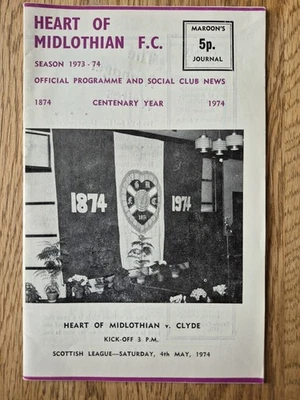 HEART OF
MIDLOTHIAN F.C.
MAROON'S
5p.
JOURNAL
SEASON 1973-74
OFFICIAL PROGRAMME AND SOCIAL CLUB NEWS
1874 CENTENARY YEAR 1974
1874 1974
HEART OF MIDLOTHIAN v. CLYDE
KICK-OFF 3 P.M.
SCOTTISH LEAGUE—SATURDAY, 4th MAY, 1974